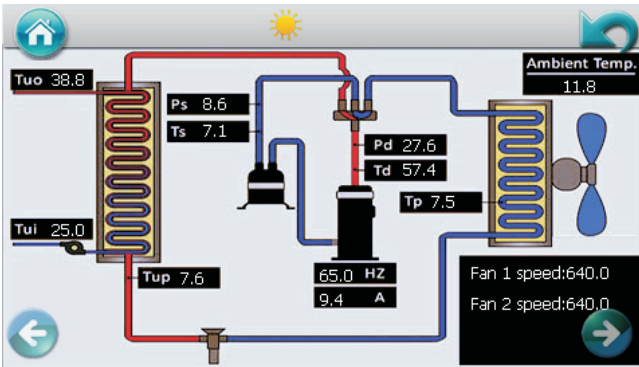 Ambient Temp.
11.8
Tuo 38.8
Ps 8.6
Ts 7.1
Pd 27.6
Td 57.4
Tp 7.5
Tui 25.0
Tup 7.6
65.0 HZ
9.4 A
Fan 1 speed:640.0
Fan 2 speed:640.0